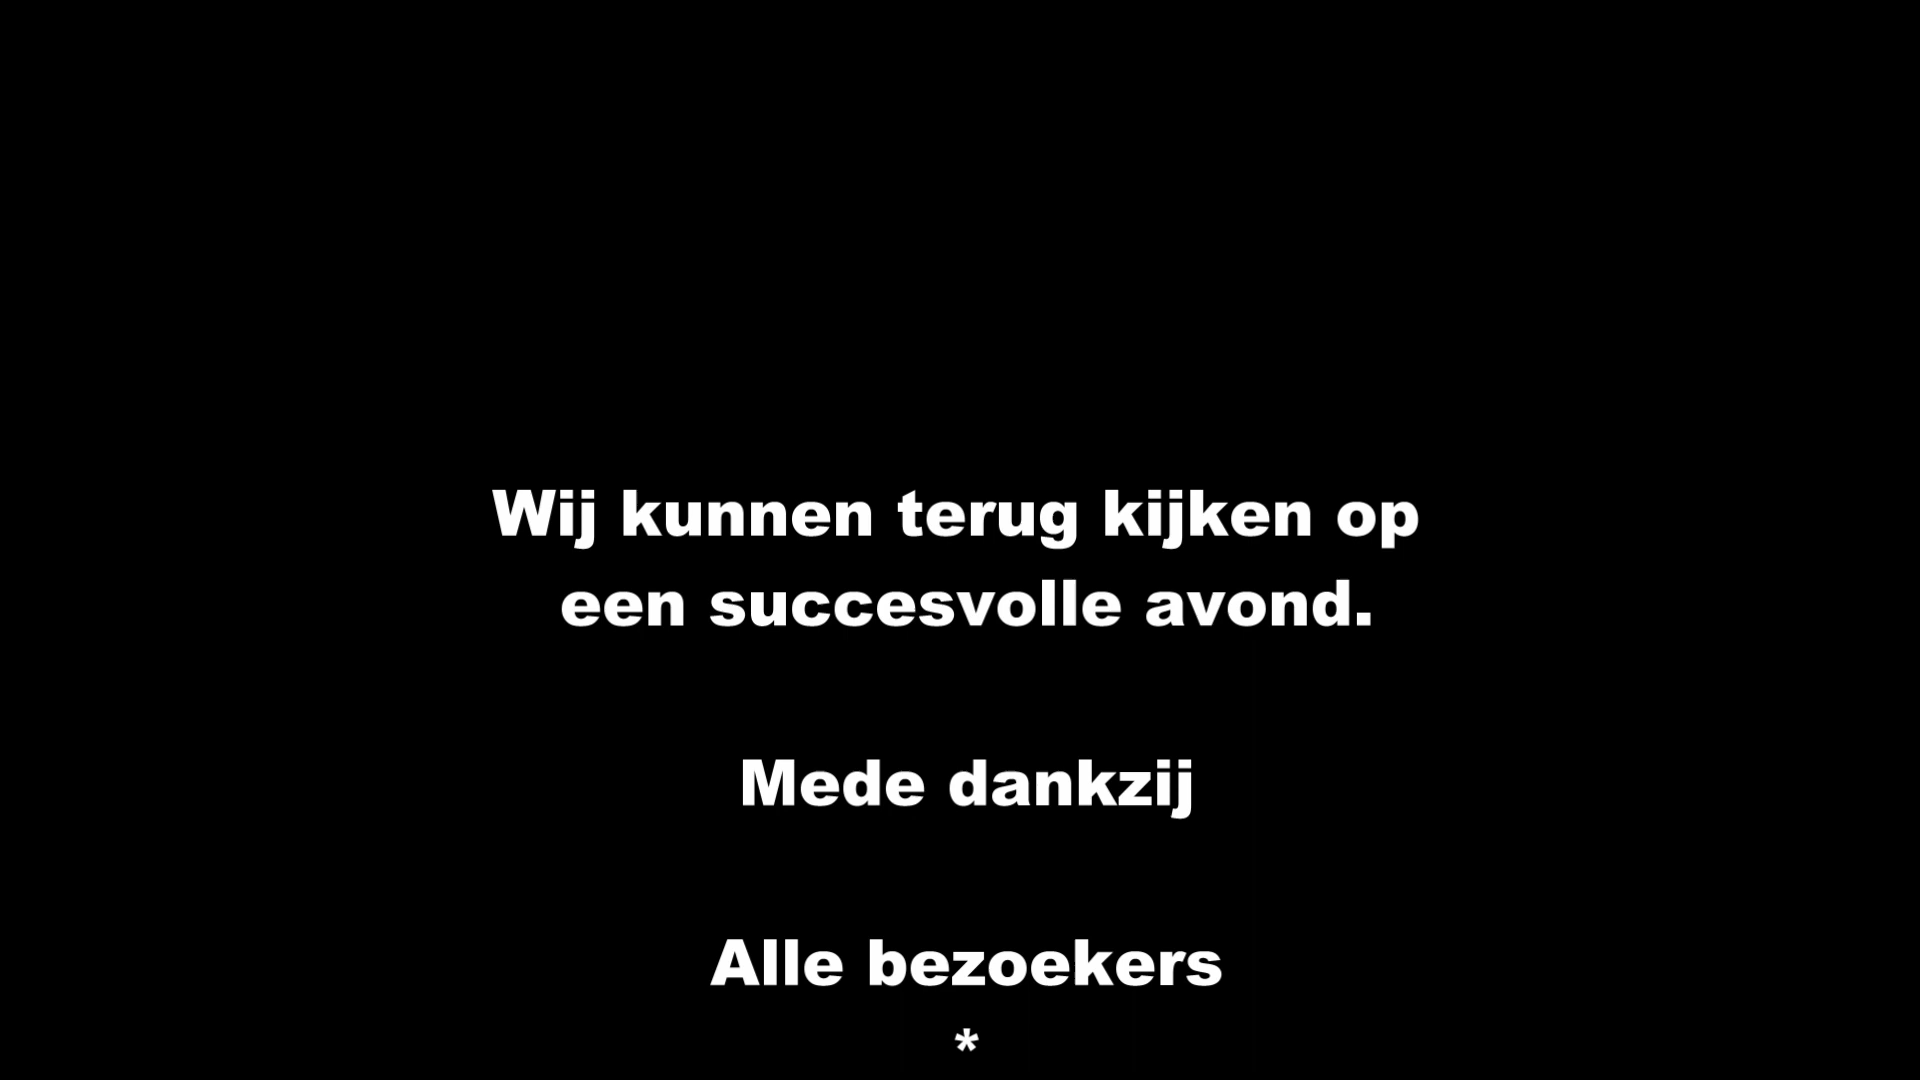 Wij kunnen terug kijken op
een succesvolle avond.
Mede dankzij
Alle bezoekers
*